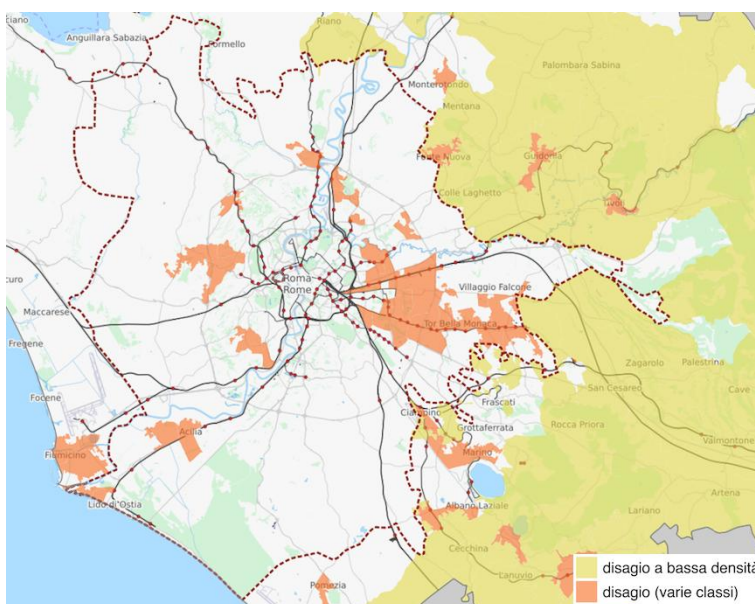 Riano
Anguillara Sabazia
Formello
Palombara Sabina
Monterotondo
Mentana
Fonte Nuova
Guidonia
Colle Laghetto
Tivoli
Roma
Rome
Villaggio Falcone
Maccarese
Fregene
Tor Bella Monaca
Zagarolo
Palestrina
San Cesareo
Cave
Focene
Frascati
Ciampino
Rocca Priora
Grottaferrata
Valmontone
Acilia
Fiumicino
Marino
Artena
Lido di Ostia
Albano Laziale
Lariano
Cecchina
Lanuvio
Pomezia
disagio a bassa densità
disagio (varie classi)